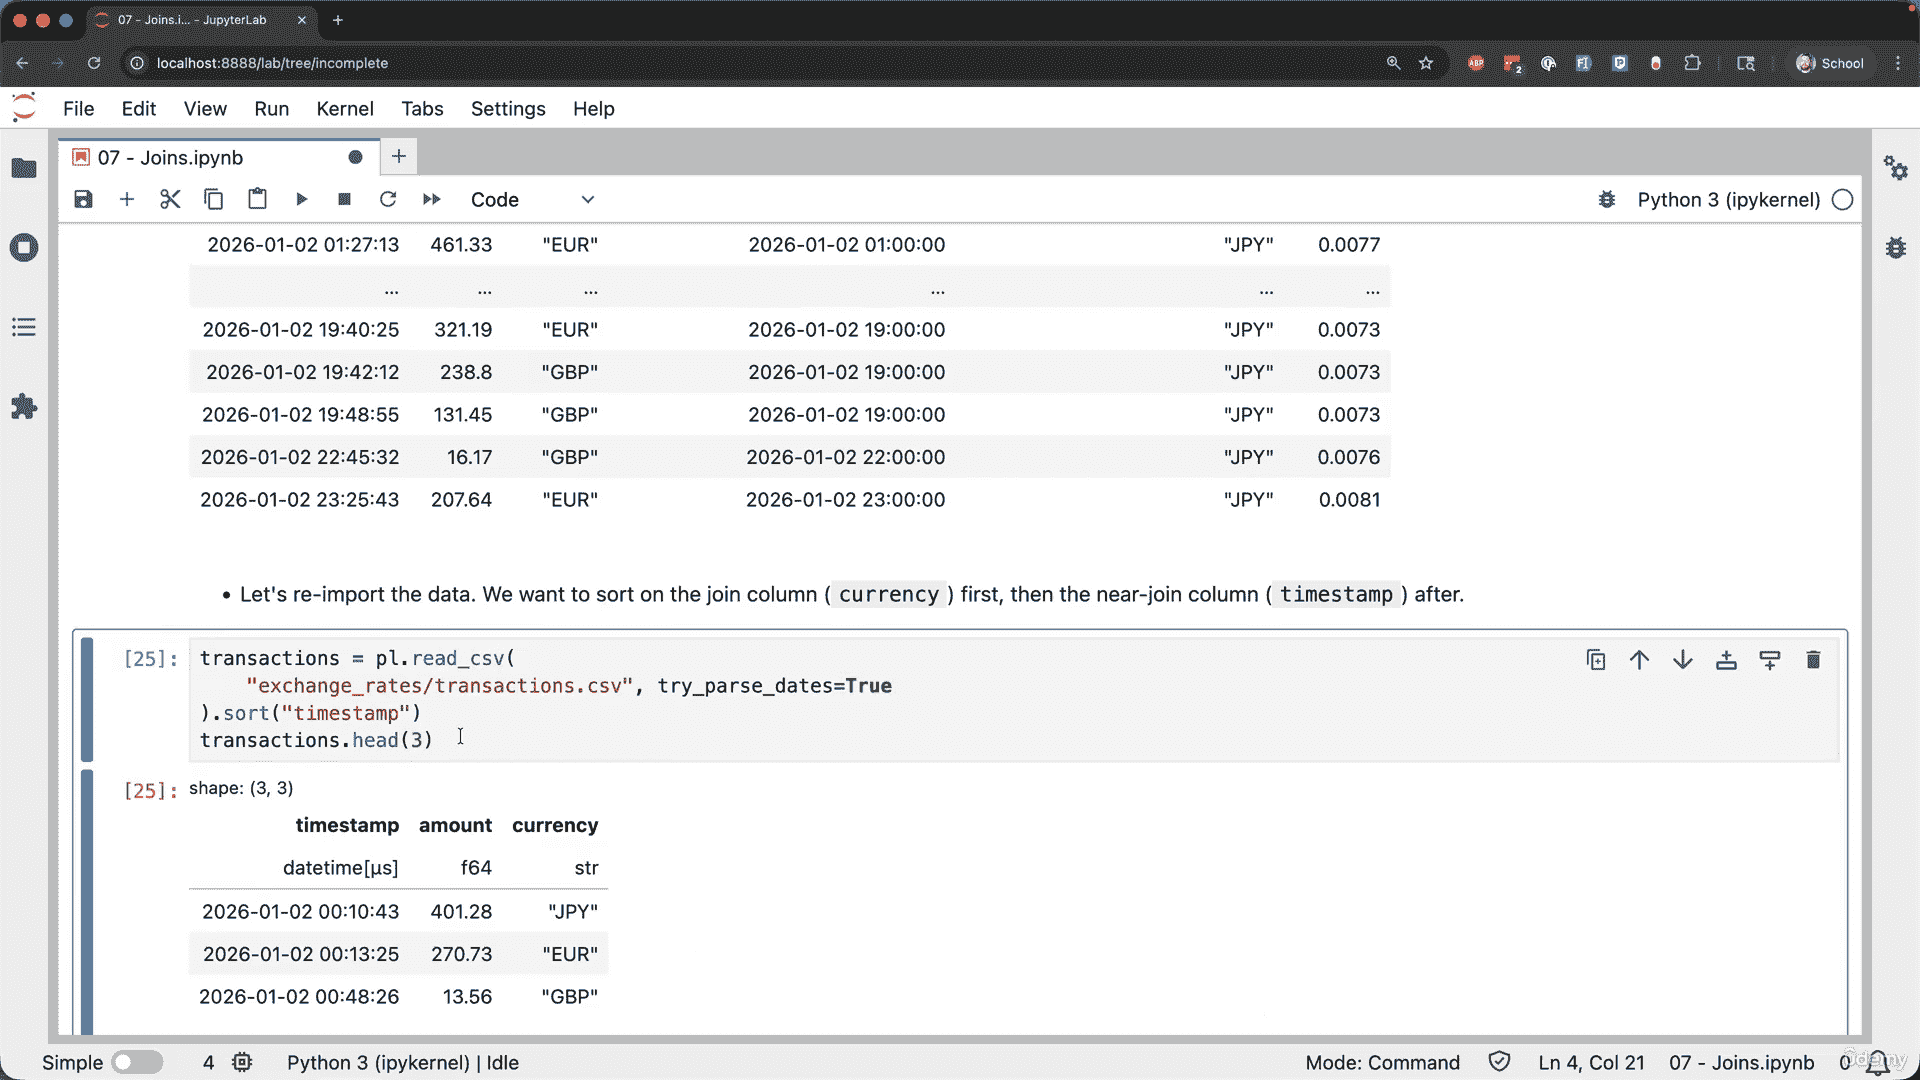 07 - Joins.i... - JupyterLab
localhost:8888/lab/tree/incomplete
ABP
2
School
File Edit View Run Kernel Tabs Settings Help
07 - Joins.ipynb
Code
Python 3 (ipykernel)
2026-01-02 01:27:13 461.33 "EUR" 2026-01-02 01:00:00 "JPY" 0.0077
... ... ... ... ... ...
2026-01-02 19:40:25 321.19 "EUR" 2026-01-02 19:00:00 "JPY" 0.0073
2026-01-02 19:42:12 238.8 "GBP" 2026-01-02 19:00:00 "JPY" 0.0073
2026-01-02 19:48:55 131.45 "GBP" 2026-01-02 19:00:00 "JPY" 0.0073
2026-01-02 22:45:32 16.17 "GBP" 2026-01-02 22:00:00 "JPY" 0.0076
2026-01-02 23:25:43 207.64 "EUR" 2026-01-02 23:00:00 "JPY" 0.0081
• Let's re-import the data. We want to sort on the join column ( currency ) first, then the near-join column ( timestamp ) after.
[25]: transactions = pl.read_csv(
"exchange_rates/transactions.csv", try_parse_dates=True
).sort("timestamp")
transactions.head(3)
[25]: shape: (3, 3)
timestamp amount currency
datetime[μs] f64 str
2026-01-02 00:10:43 401.28 "JPY"
2026-01-02 00:13:25 270.73 "EUR"
2026-01-02 00:48:26 13.56 "GBP"
Simple 4 Python 3 (ipykernel) | Idle Mode: Command Ln 4, Col 21 07 - Joins.ipynb 0
udemy